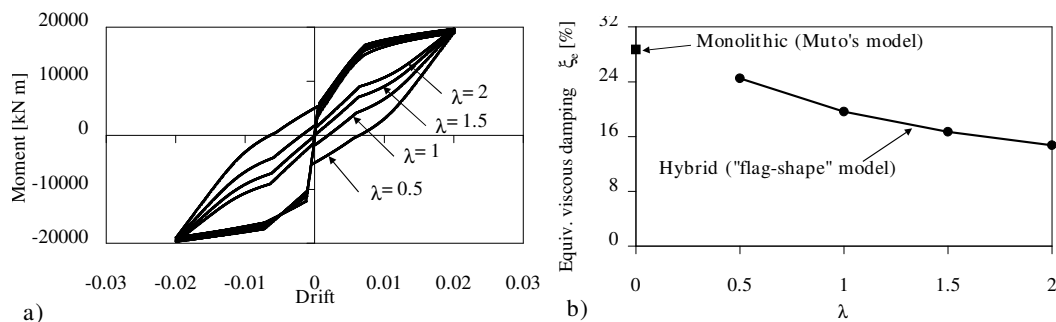 20000
10000
0
-10000
-20000
Moment [kN m]
λ= 2
λ= 1.5
λ= 1
λ= 0.5
-0.03 -0.02 -0.01 0 0.01 0.02 0.03
Drift
a)
32
24
16
8
0
Equiv. viscous damping ξe [%]
Monolithic (Muto's model)
Hybrid ("flag-shape" model)
0 0.5 1 1.5 2
λ
b)